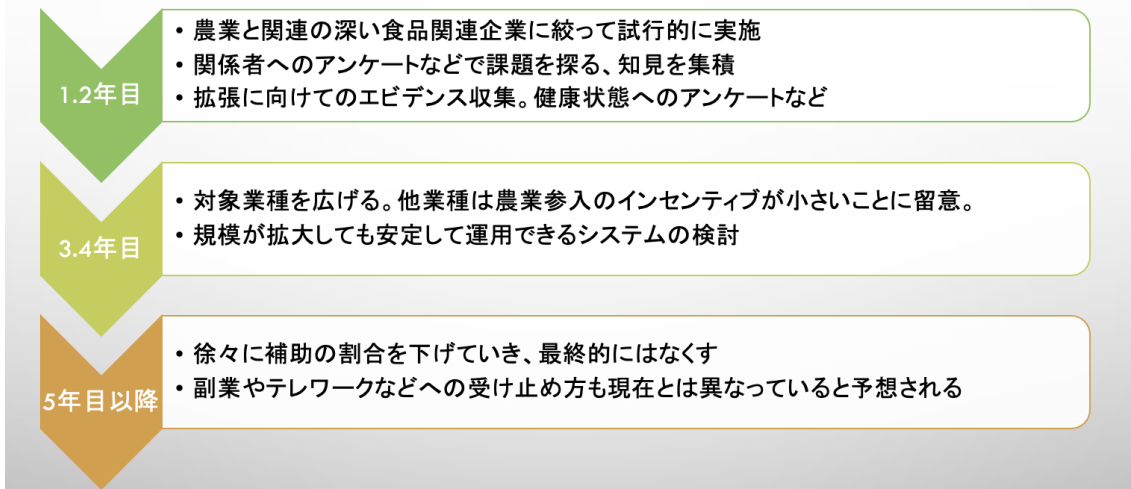 1.2年目
• 農業と関連の深い食品関連企業に絞って試行的に実施
• 関係者へのアンケートなどで課題を探る、知見を集積
• 拡張に向けてのエビデンス収集。健康状態へのアンケートなど
3.4年目
• 対象業種を広げる。他業種は農業参入のインセンティブが小さいことに留意。
• 規模が拡大しても安定して運用できるシステムの検討
5年目以降
• 徐々に補助の割合を下げていき、最終的にはなくす
• 副業やテレワークなどへの受け止め方も現在とは異なっていると予想される